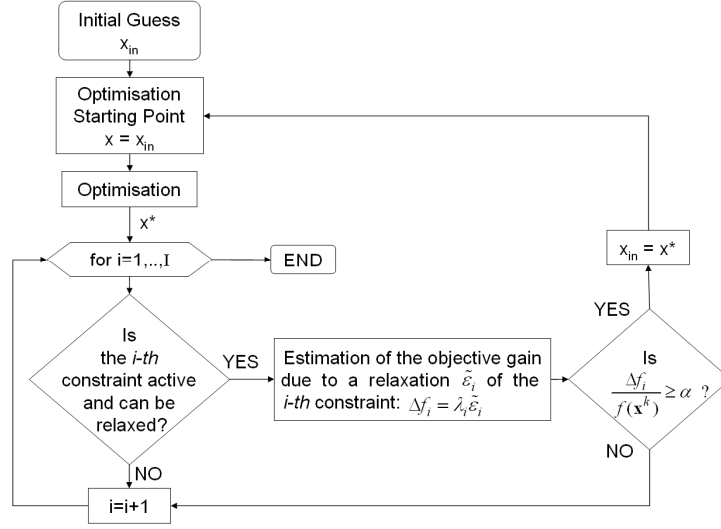 Initial Guess
x_in
Optimisation
Starting Point
x = x_in
Optimisation
x*
for i=1,..,I
END
Is
the i-th
constraint active
and can be
relaxed?
YES
Estimation of the objective gain
due to a relaxation ε̃_i of the
i-th constraint: Δf_i = λ_i ε̃_i
Is
Δf_i / f(x^k) ≥ α ?
YES
x_in = x*
NO
NO
i=i+1